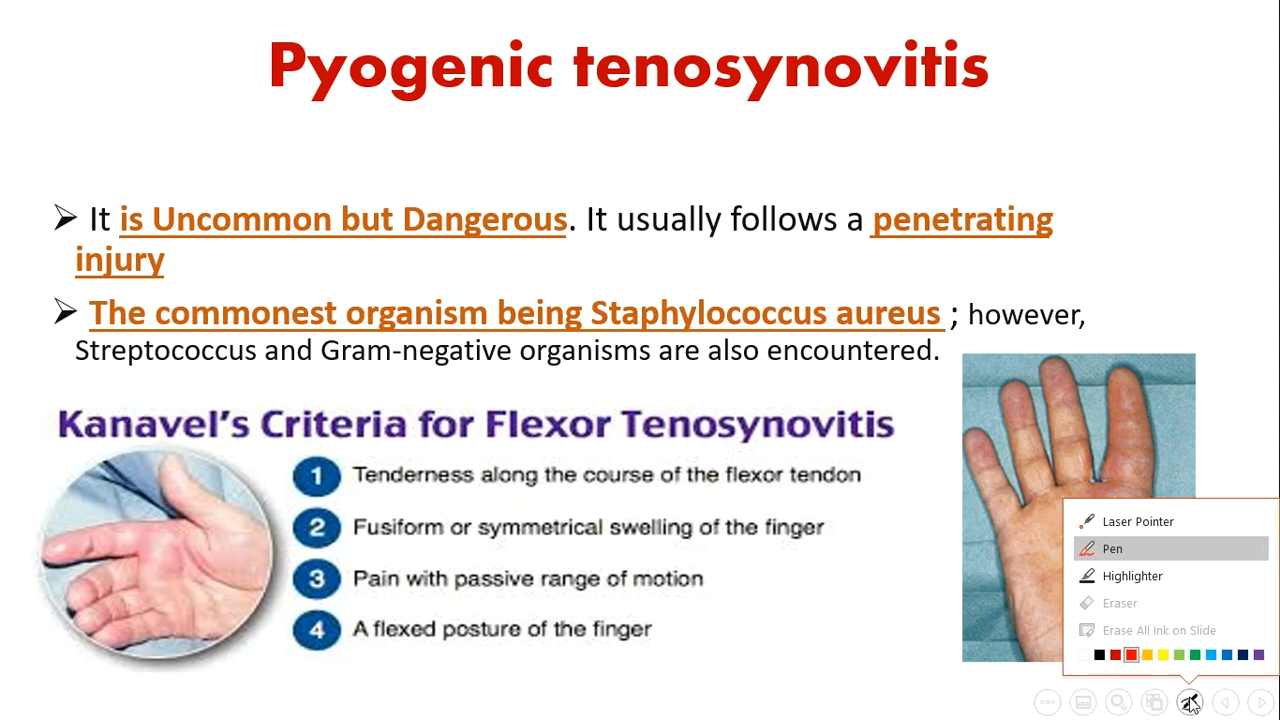 Pyogenic tenosynovitis
➢ It is Uncommon but Dangerous. It usually follows a penetrating
injury
➢ The commonest organism being Staphylococcus aureus ; however,
Streptococcus and Gram-negative organisms are also encountered.
Kanavel's Criteria for Flexor Tenosynovitis
1 Tenderness along the course of the flexor tendon
2 Fusiform or symmetrical swelling of the finger
3 Pain with passive range of motion
4 A flexed posture of the finger
Laser Pointer
Pen
Highlighter
Eraser
Erase All Ink on Slide